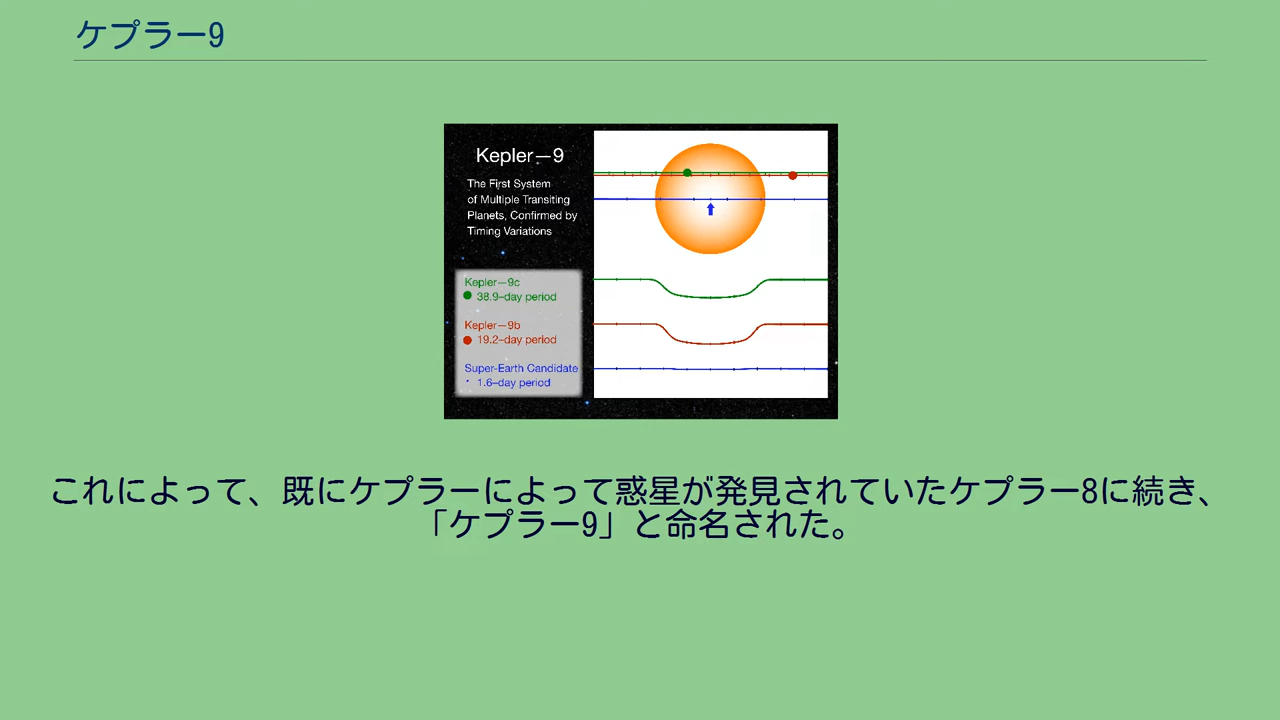 ケプラー9
Kepler—9
The First System
of Multiple Transiting
Planets, Confirmed by
Timing Variations
Kepler—9c
38.9–day period
Kepler—9b
19.2–day period
Super-Earth Candidate
1.6–day period
これによって、既にケプラーによって惑星が発見されていたケプラー8に続き、
「ケプラー9」と命名された。